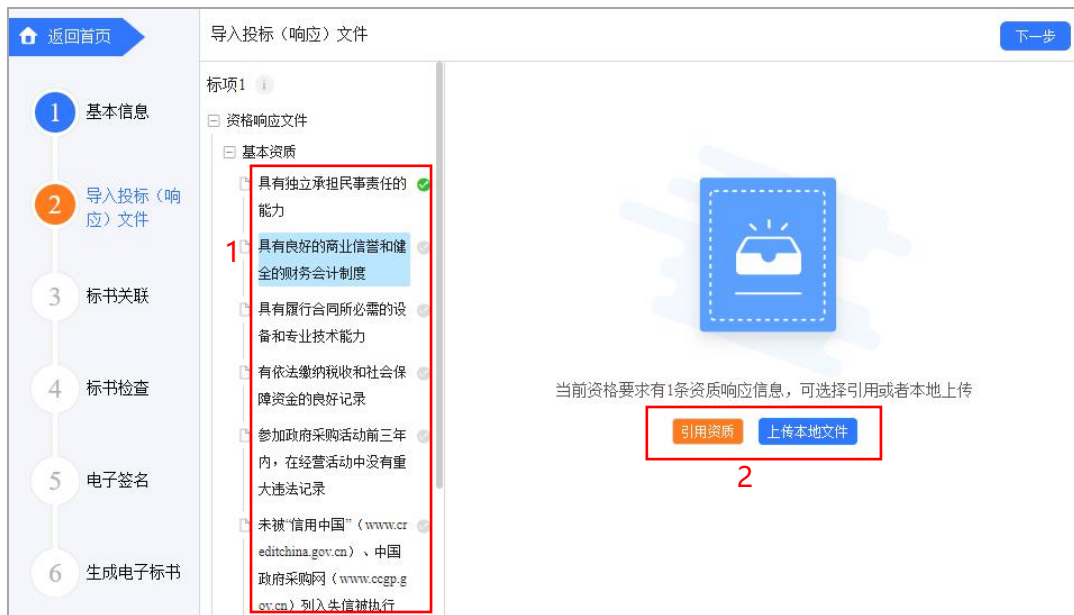 返回首页
导入投标（响应）文件
下一步
1
基本信息
2
导入投标（响
应）文件
3
标书关联
4
标书检查
5
电子签名
6
生成电子标书
标项1
资格响应文件
基本资质
具有独立承担民事责任的
能力
1
具有良好的商业信誉和健
全的财务会计制度
具有履行合同所必需的设
备和专业技术能力
有依法缴纳税收和社会保
障资金的良好记录
参加政府采购活动前三年
内，在经营活动中没有重
大违法记录
未被“信用中国”（www.cr
editchina.gov.cn）、中国
政府采购网（www.ccgp.g
ov.cn）列入失信被执行
当前资格要求有1条资质响应信息，可选择引用或者本地上传
引用资质
上传本地文件
2